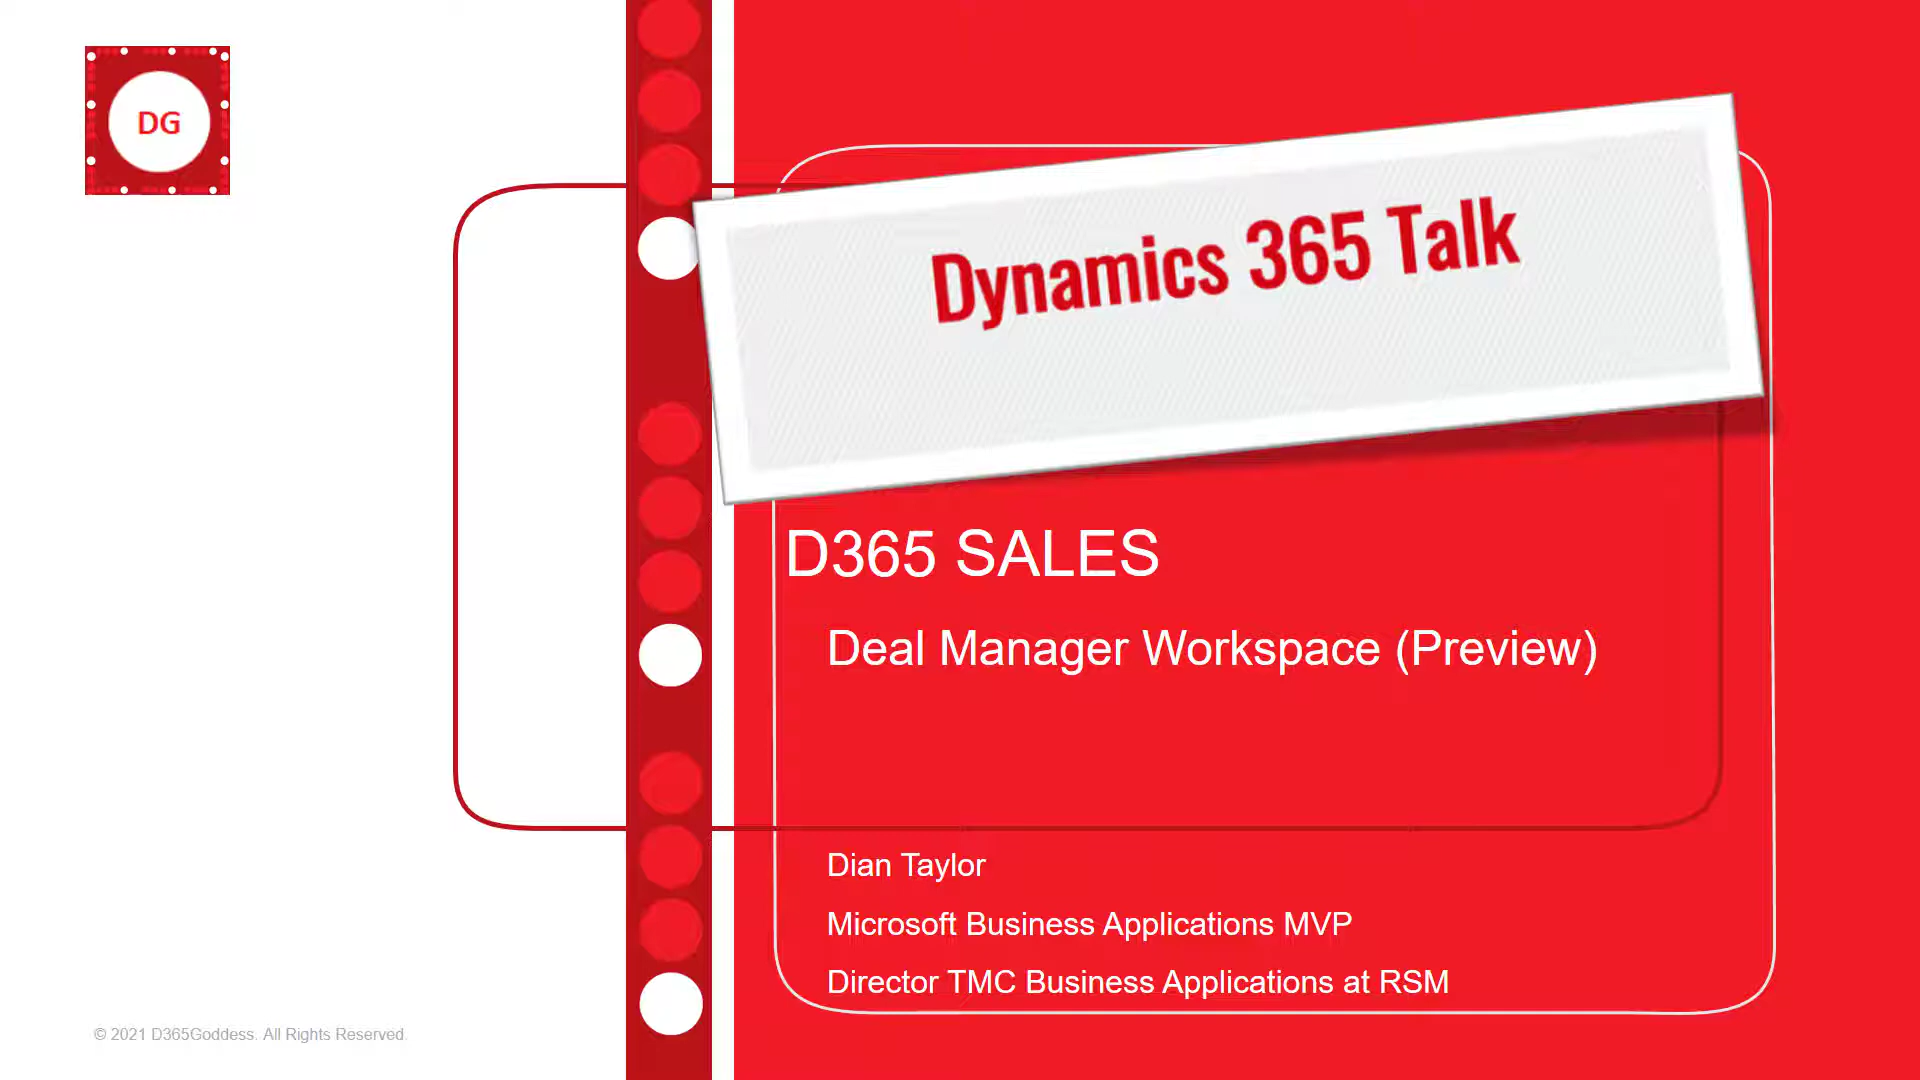 DG
Dynamics 365 Talk
D365 SALES
Deal Manager Workspace (Preview)
Dian Taylor
Microsoft Business Applications MVP
Director TMC Business Applications at RSM
© 2021 D365Goddess. All Rights Reserved.